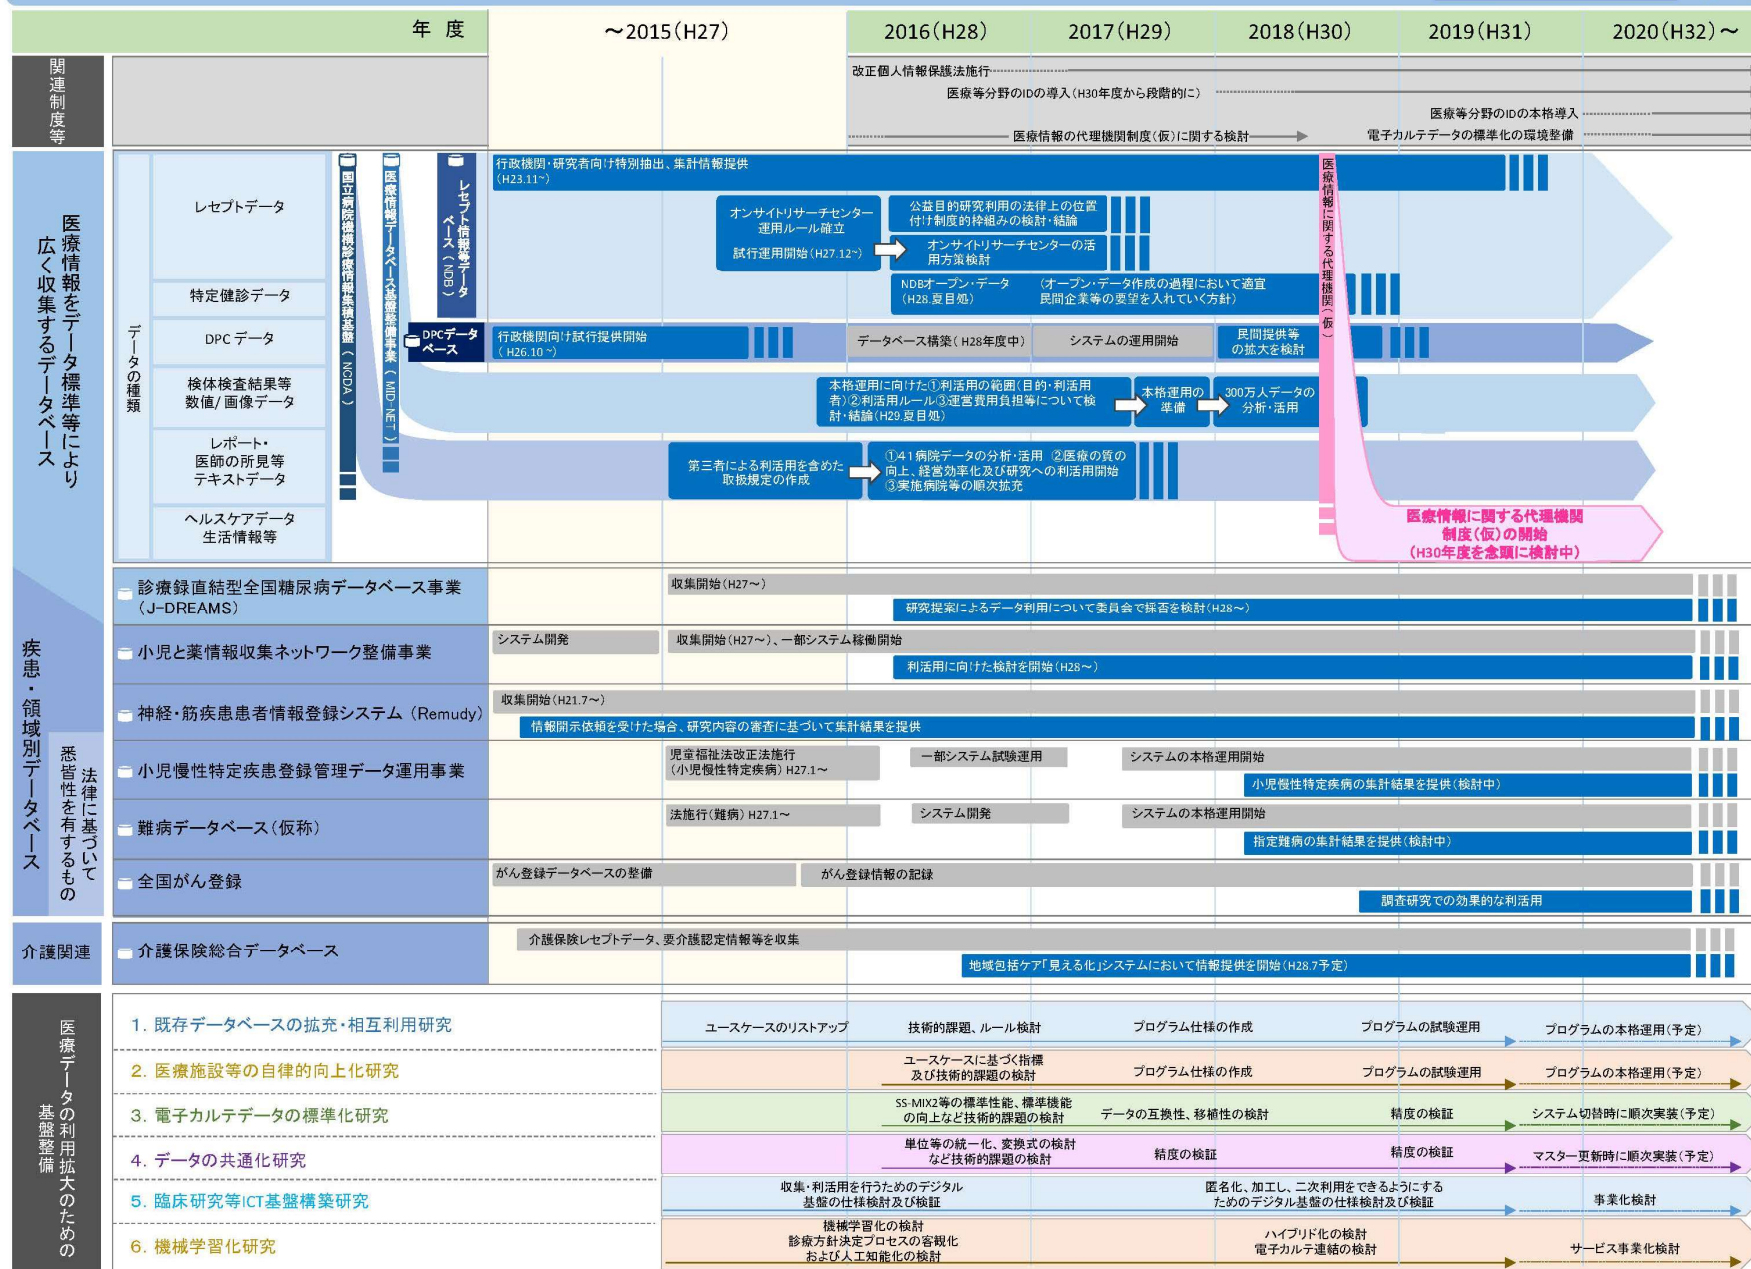 年 度
～2015(H27)
2016(H28)
2017(H29)
2018(H30)
2019(H31)
2020(H32)～
関連制度等
改正個人情報保護法施行
医療等分野のIDの導入(H30年度から段階的に)
医療等分野のIDの本格導入
医療情報の代理機関制度(仮)に関する検討
電子カルテデータの標準化の環境整備
医療情報をデータ標準等により
広く収集するデータベース
データの種類
レセプトデータ
特定健診データ
DPC データ
検体検査結果等
数値/ 画像データ
レポート・
医師の所見等
テキストデータ
ヘルスケアデータ
生活情報等
国立病院機構診療情報集積基盤(NCDA)
医療情報データベース基盤整備事業(MID-NET)
レセプト情報等データ
ベース(NDB)
DPCデータ
ベース
行政機関・研究者向け特別抽出、集計情報提供
(H23.11~)
オンサイトリサーチセンター
運用ルール確立
試行運用開始(H27.12~)
公益目的研究利用の法律上の位置
付け制度的枠組みの検討・結論
オンサイトリサーチセンターの活
用方策検討
NDBオープン・データ
(H28.夏目処)
(オープン・データ作成の過程において適宜
民間企業等の要望を入れていく方針)
行政機関向け試行提供開始
( H26.10 ~)
データベース構築( H28年度中)
システムの運用開始
民間提供等
の拡大を検討
本格運用に向けた①利活用の範囲(目的・利活用
者)②利活用ルール③運営費用負担等について検
討・結論(H29.夏目処)
本格運用の
準備
300万人データの
分析・活用
第三者による利活用を含めた
取扱規定の作成
①41病院データの分析・活用 ②医療の質の
向上、経営効率化及び研究への利活用開始
③実施病院等の順次拡充
医療情報に関する代理機関(仮)
医療情報に関する代理機関
制度(仮)の開始
(H30年度を念頭に検討中)
疾患・領域別データベース
法律に基づいて
悉皆性を有するもの
診療録直結型全国糖尿病データベース事業
(J-DREAMS)
収集開始(H27～)
研究提案によるデータ利用について委員会で採否を検討(H28～)
小児と薬情報収集ネットワーク整備事業
システム開発
収集開始(H27～)、一部システム稼働開始
利活用に向けた検討を開始(H28～)
神経・筋疾患患者情報登録システム (Remudy)
収集開始(H21.7～)
情報開示依頼を受けた場合、研究内容の審査に基づいて集計結果を提供
小児慢性特定疾患登録管理データ運用事業
児童福祉法改正法施行
(小児慢性特定疾病) H27.1～
一部システム試験運用
システムの本格運用開始
小児慢性特定疾病の集計結果を提供(検討中)
難病データベース(仮称)
法施行(難病) H27.1～
システム開発
システムの本格運用開始
指定難病の集計結果を提供(検討中)
全国がん登録
がん登録データベースの整備
がん登録情報の記録
調査研究での効果的な利活用
介護関連
介護保険総合データベース
介護保険レセプトデータ、要介護認定情報等を収集
地域包括ケア「見える化」システムにおいて情報提供を開始(H28.7予定)
医療データの利用拡大のための
基盤整備
1. 既存データベースの拡充・相互利用研究
ユースケースのリストアップ
技術的課題、ルール検討
プログラム仕様の作成
プログラムの試験運用
プログラムの本格運用(予定)
2. 医療施設等の自律的向上化研究
ユースケースに基づく指標
及び技術的課題の検討
プログラム仕様の作成
プログラムの試験運用
プログラムの本格運用(予定)
3. 電子カルテデータの標準化研究
SS-MIX2等の標準性能、標準機能
の向上など技術的課題の検討
データの互換性、移植性の検討
精度の検証
システム切替時に順次実装(予定)
4. データの共通化研究
単位等の統一化、変換式の検討
など技術的課題の検討
精度の検証
精度の検証
マスター更新時に順次実装(予定)
5. 臨床研究等ICT基盤構築研究
収集・利活用を行うためのデジタル
基盤の仕様検討及び検証
匿名化、加工し、二次利用をできるようにする
ためのデジタル基盤の仕様検討及び検証
事業化検討
6. 機械学習化研究
機械学習化の検討
診療方針決定プロセスの客観化
および人工知能化の検討
ハイブリド化の検討
電子カルテ連結の検討
サービス事業化検討